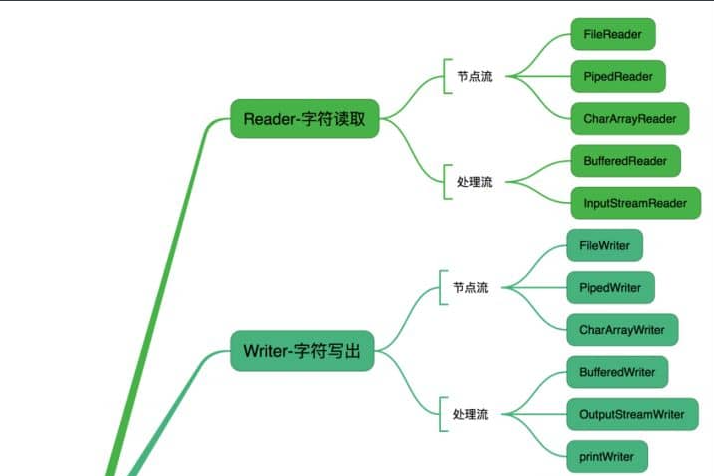 Reader-字符读取
节点流
FileReader
PipedReader
CharArrayReader
处理流
BufferedReader
InputStreamReader
Writer-字符写出
节点流
FileWriter
PipedWriter
CharArrayWriter
处理流
BufferedWriter
OutputStreamWriter
printWriter